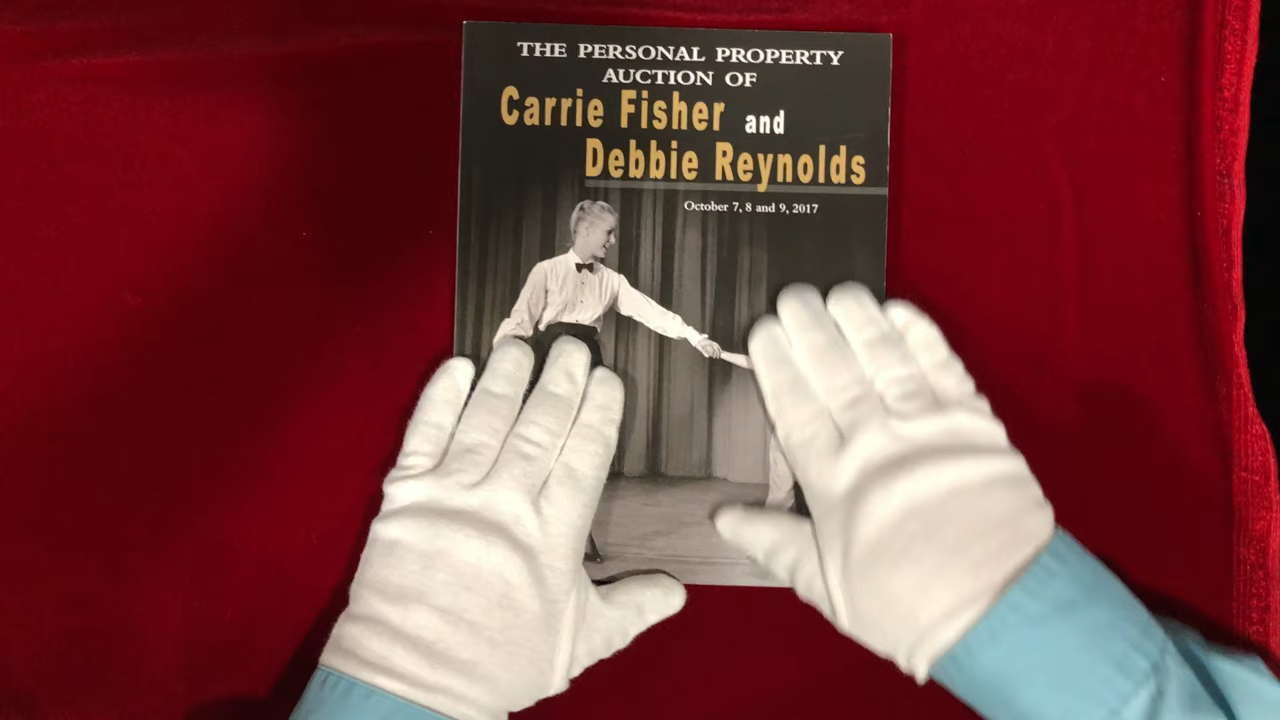 THE PERSONAL PROPERTY
AUCTION OF
Carrie Fisher and
Debbie Reynolds
October 7, 8 and 9, 2017